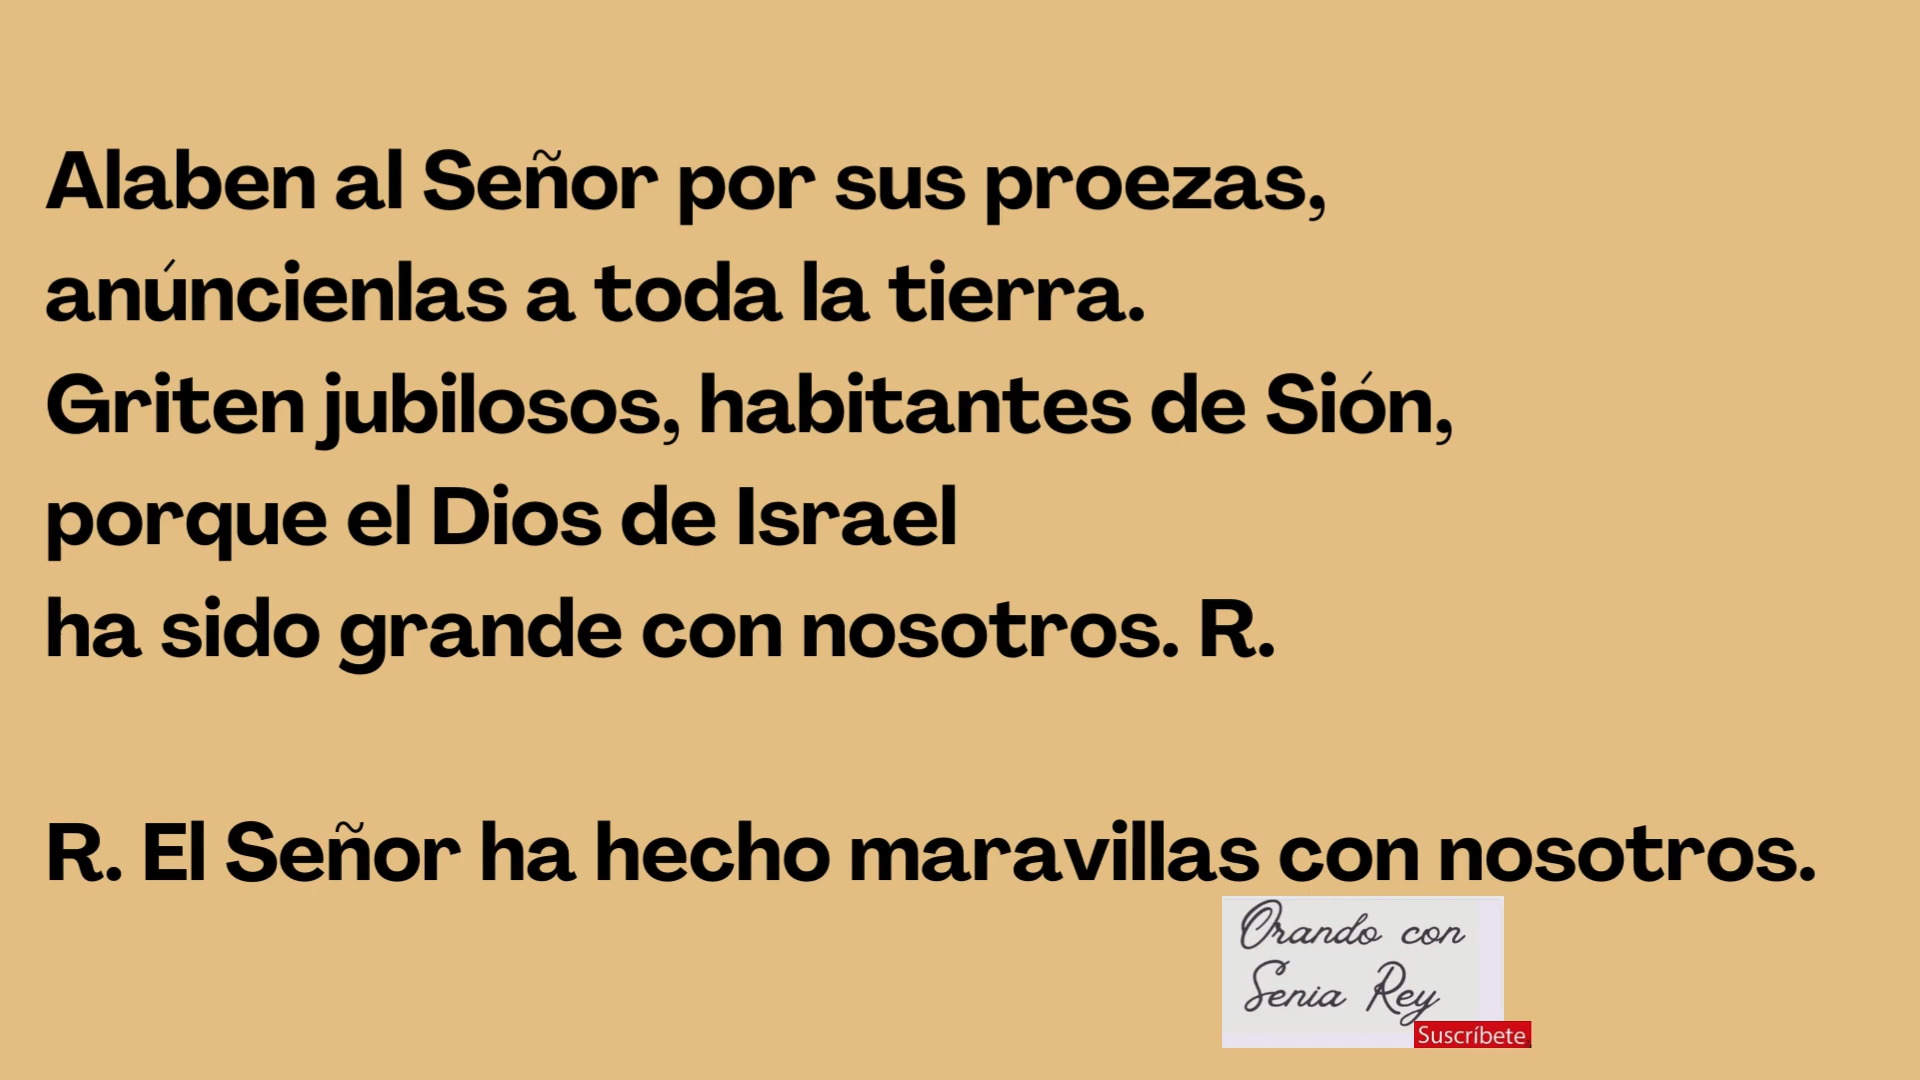 Alaben al Señor por sus proezas,
anúncienlas a toda la tierra.
Griten jubilosos, habitantes de Sión,
porque el Dios de Israel
ha sido grande con nosotros. R.
R. El Señor ha hecho maravillas con nosotros.
Orando con
Senia Rey
Suscríbete